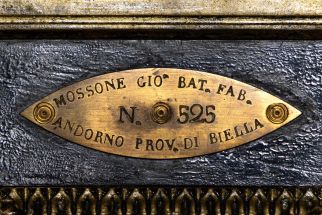 MOSSONE GIO. BAT. FAB.
N. 525
ANDORNO PROV. DI BIELLA